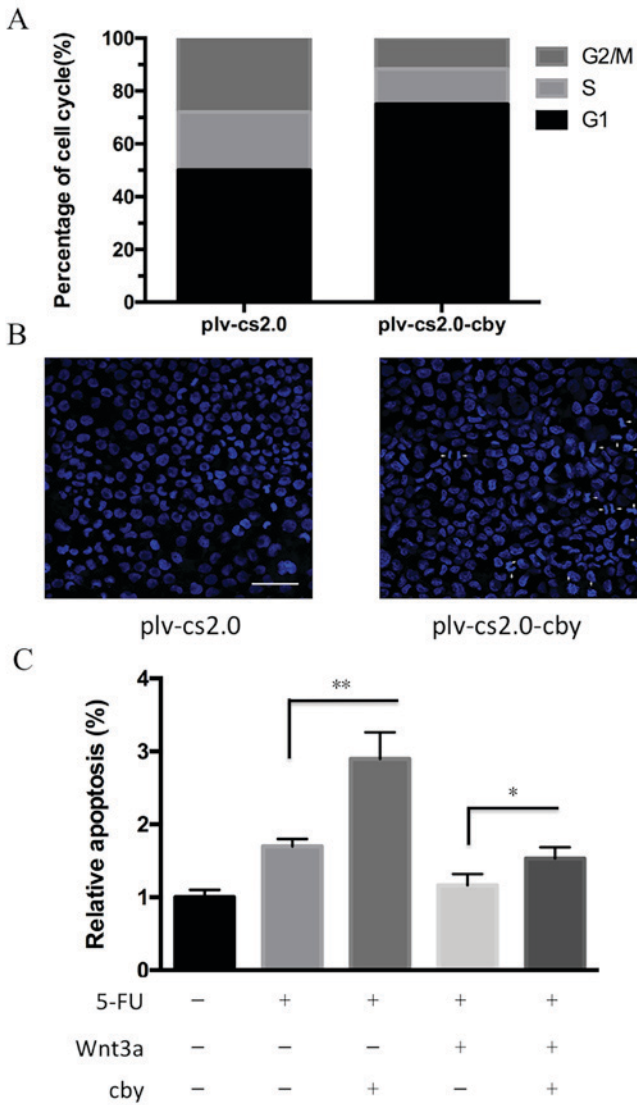 A
Percentage of cell cycle(%)
100
80
60
40
20
0
plv-cs2.0
plv-cs2.0-cby
G2/M
S
G1
B
plv-cs2.0
plv-cs2.0-cby
C
Relative apoptosis (%)
4
3
2
1
0
**
*
5-FU − + + + +
Wnt3a − − − + +
cby − − + − +